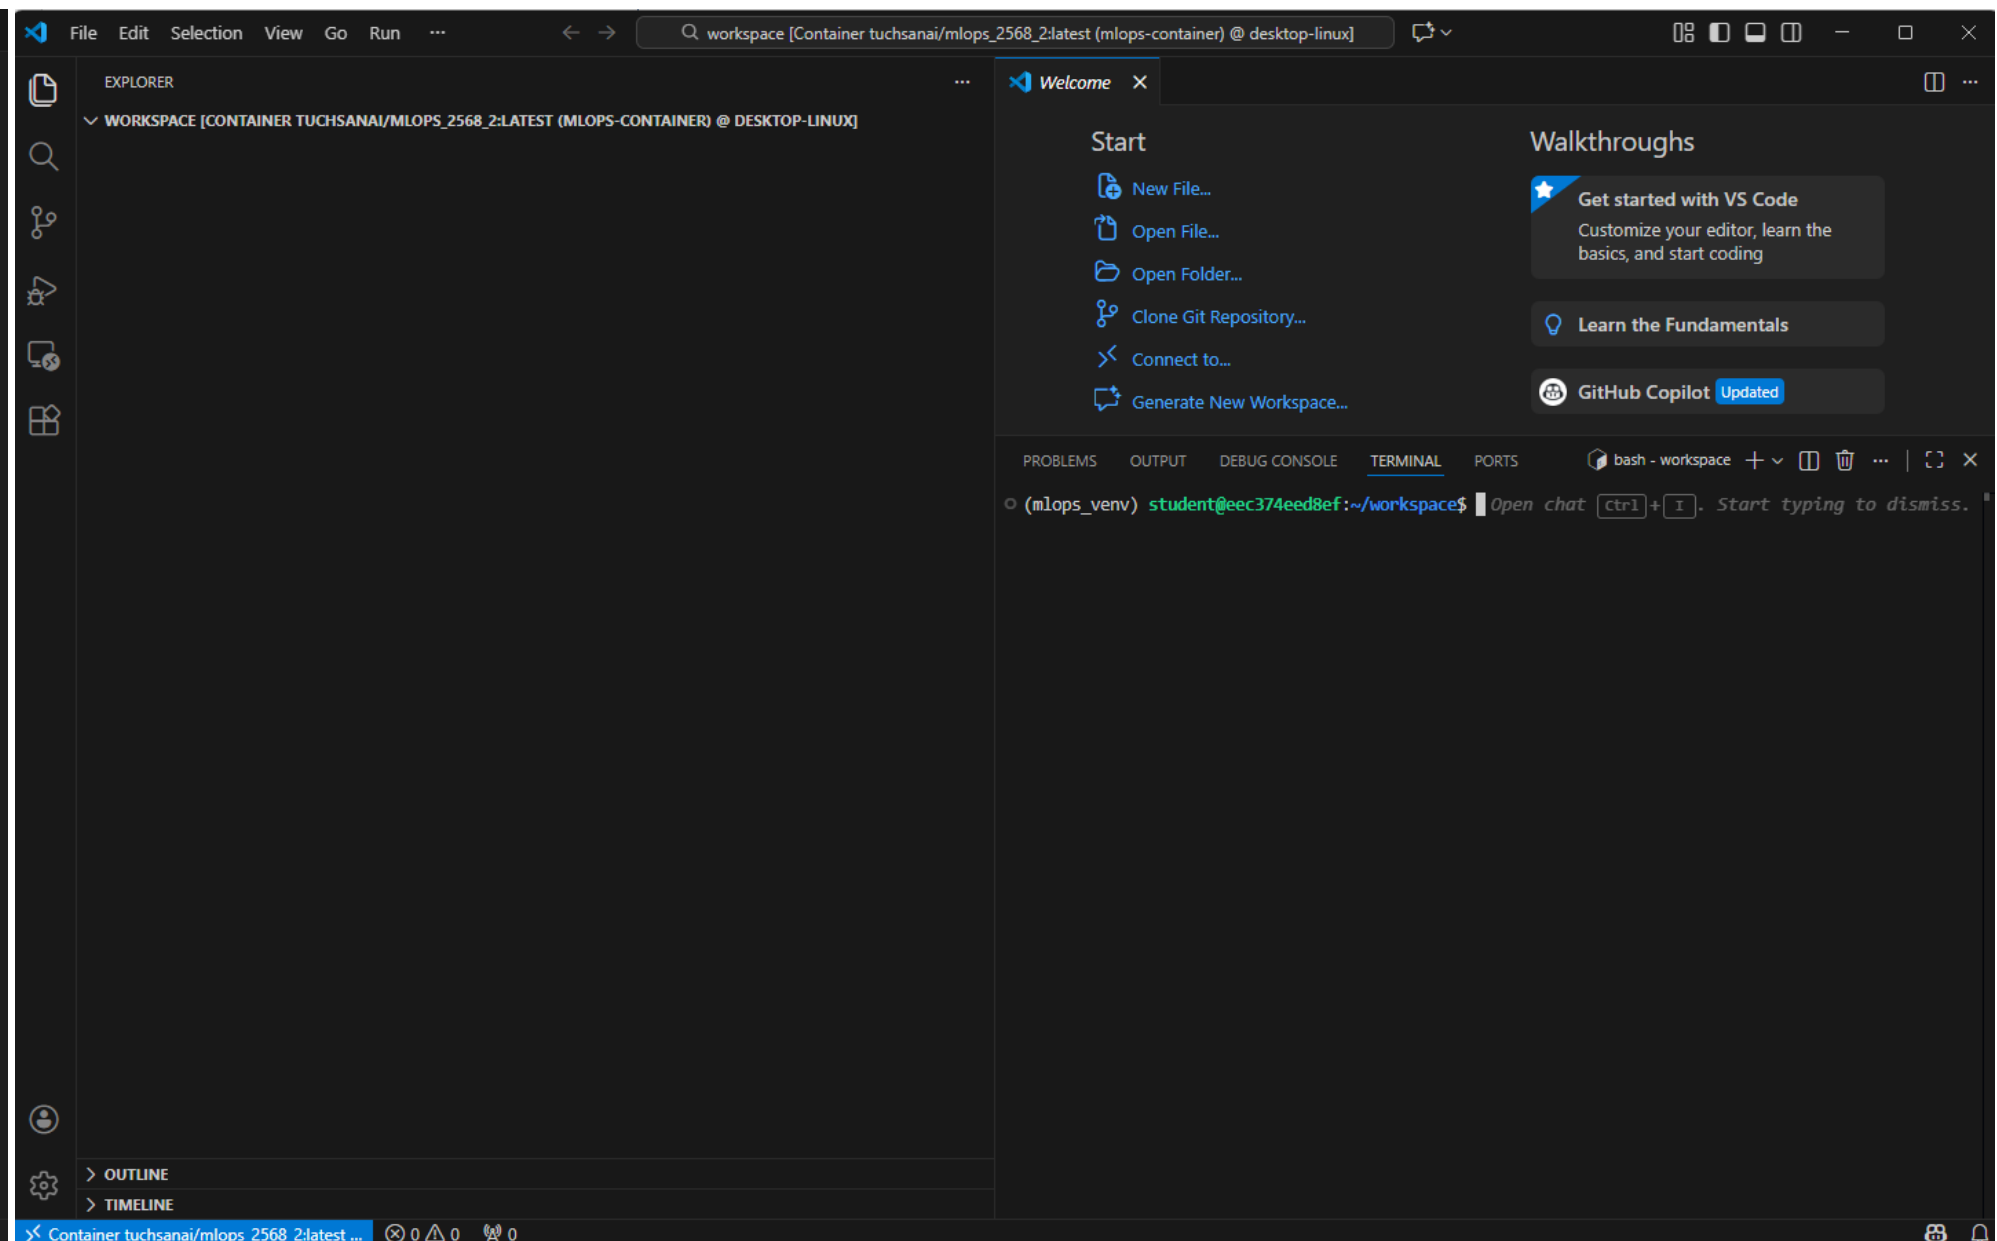 File Edit Selection View Go Run ...
workspace [Container tuchsanai/mlops_2568_2:latest (mlops-container) @ desktop-linux]
EXPLORER
WORKSPACE [CONTAINER TUCHSANAI/MLOPS_2568_2:LATEST (MLOPS-CONTAINER) @ DESKTOP-LINUX]
OUTLINE
TIMELINE
Welcome
Start
New File...
Open File...
Open Folder...
Clone Git Repository...
Connect to...
Generate New Workspace...
Walkthroughs
Get started with VS Code
Customize your editor, learn the
basics, and start coding
Learn the Fundamentals
GitHub Copilot Updated
PROBLEMS OUTPUT DEBUG CONSOLE TERMINAL PORTS bash - workspace
(mlops_venv) student@eec374eed8ef:~/workspace$ Open chat Ctrl + I . Start typing to dismiss.
Container tuchsanai/mlops_2568_2:latest ... 0 0 0